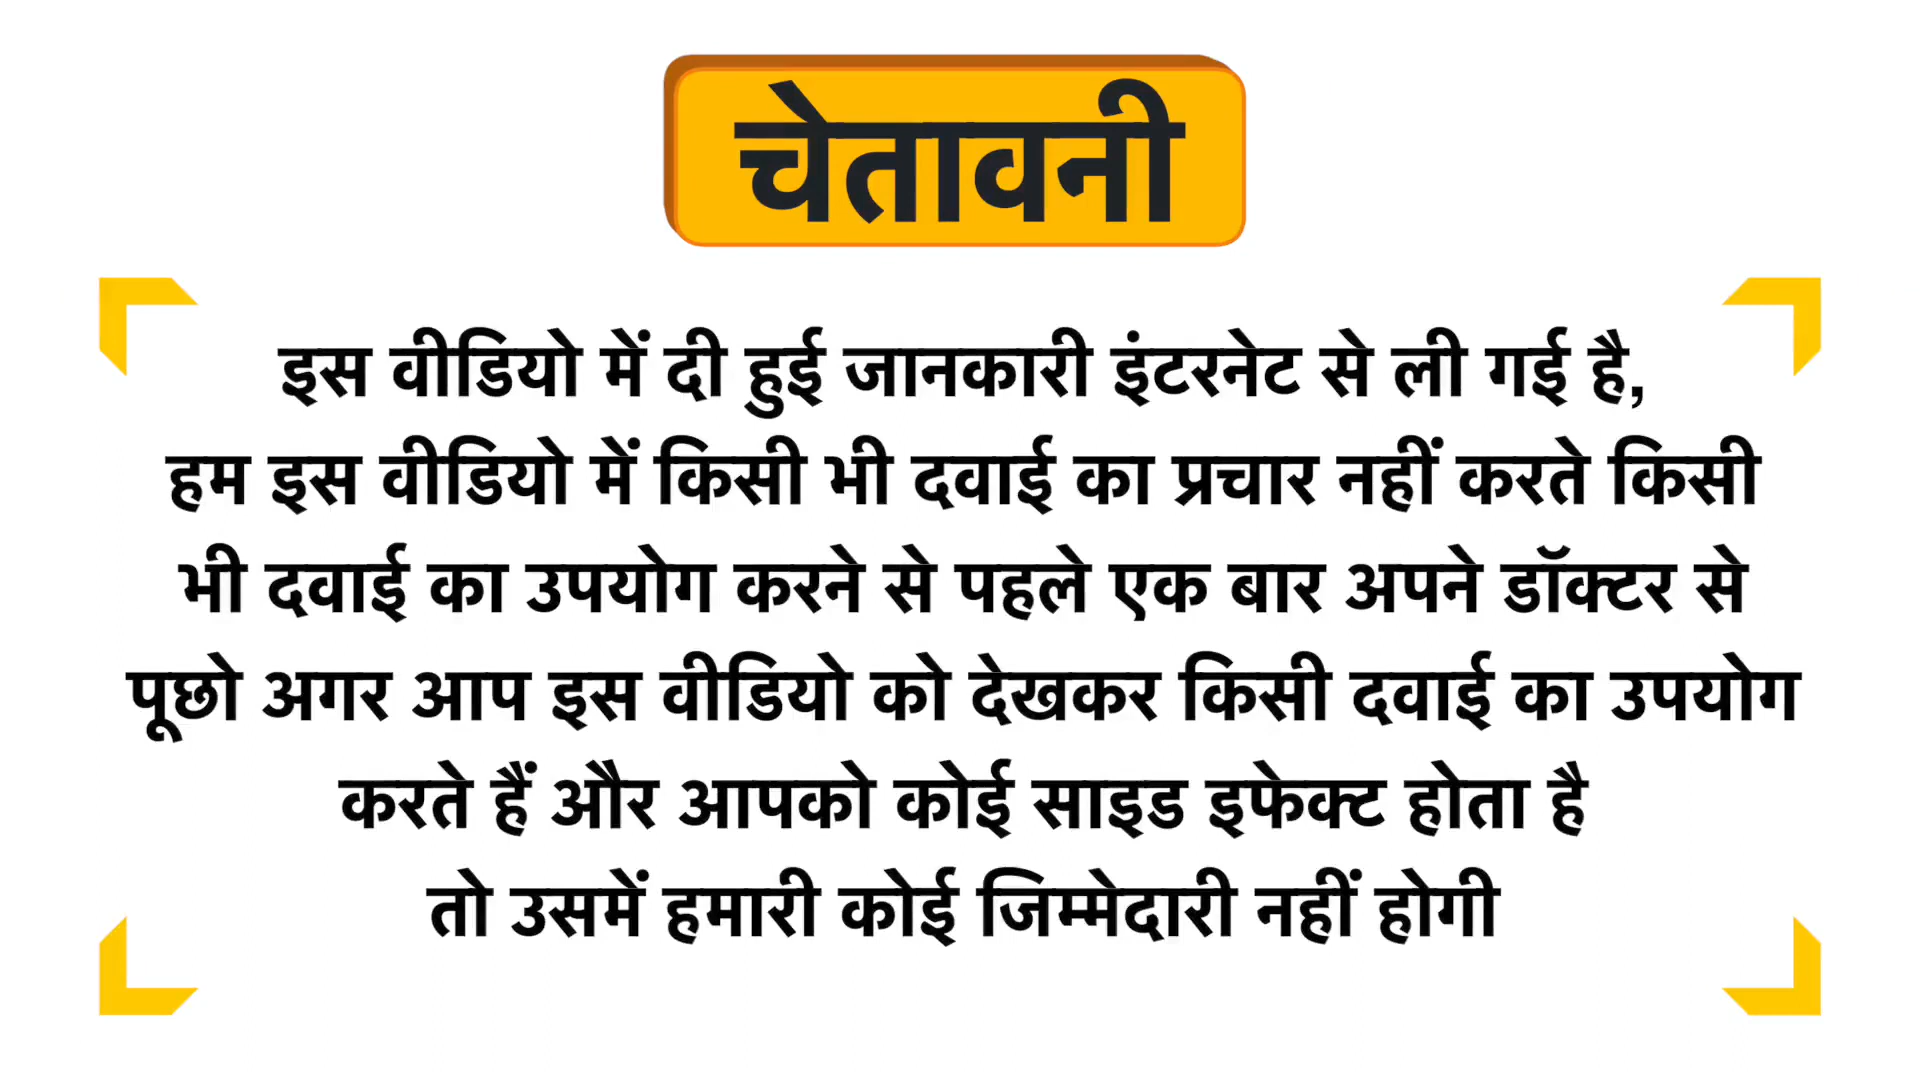 चेतावनी
इस वीडियो में दी हुई जानकारी इंटरनेट से ली गई है,
हम इस वीडियो में किसी भी दवाई का प्रचार नहीं करते किसी
भी दवाई का उपयोग करने से पहले एक बार अपने डॉक्टर से
पूछो अगर आप इस वीडियो को देखकर किसी दवाई का उपयोग
करते हैं और आपको कोई साइड इफेक्ट होता है
तो उसमें हमारी कोई जिम्मेदारी नहीं होगी